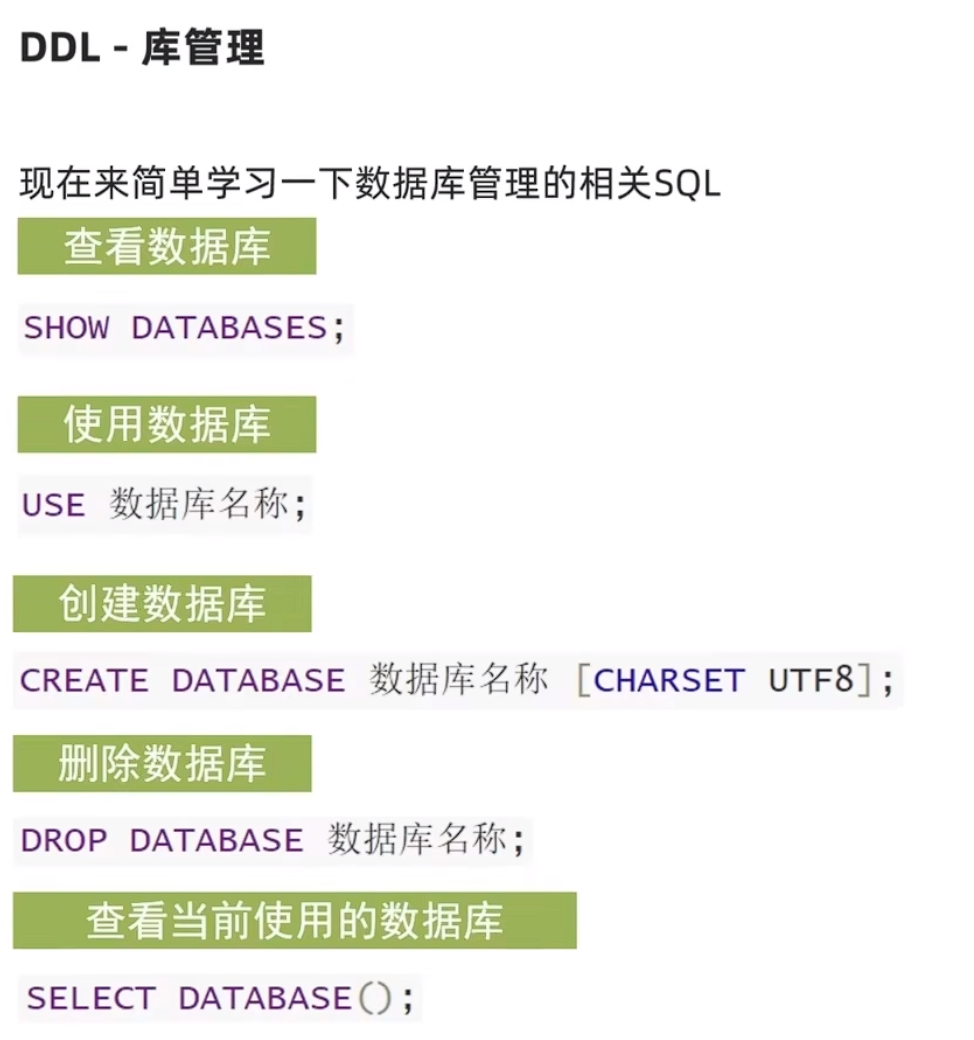 DDL - 库管理
现在来简单学习一下数据库管理的相关SQL
查看数据库
SHOW DATABASES;
使用数据库
USE 数据库名称;
创建数据库
CREATE DATABASE 数据库名称 [CHARSET UTF8];
删除数据库
DROP DATABASE 数据库名称;
查看当前使用的数据库
SELECT DATABASE();